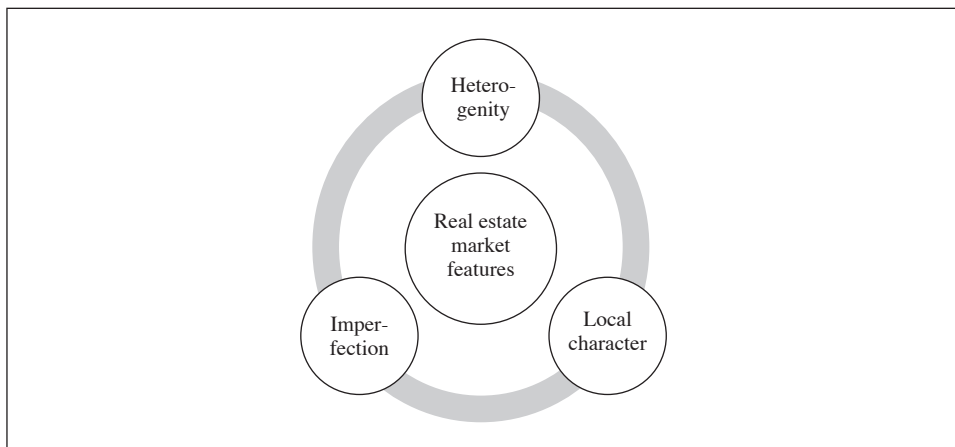 Hetero-
genity
Real estate
market
features
Imper-
fection
Local
character